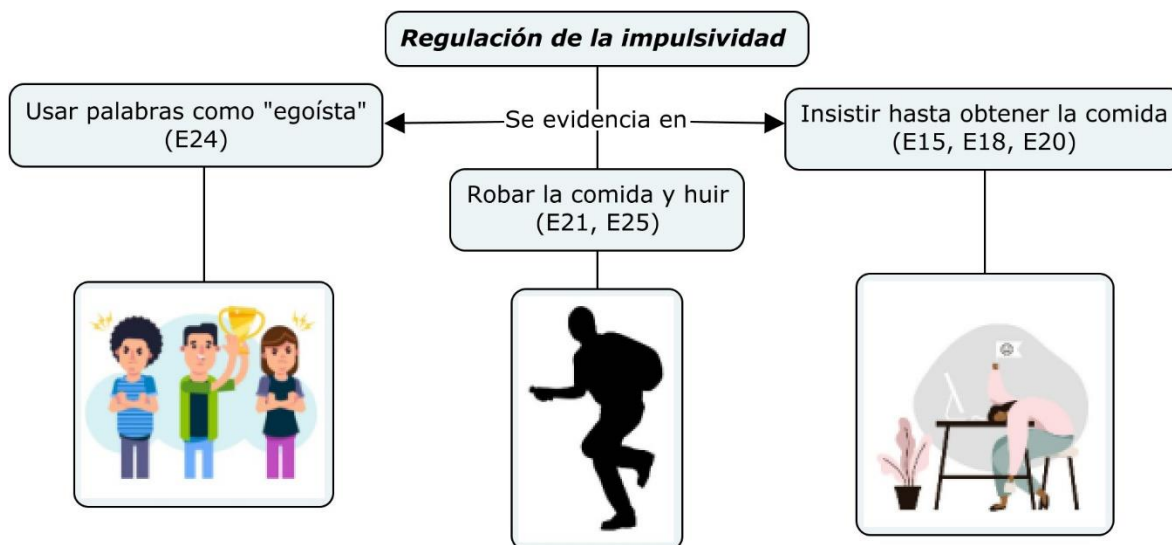 Regulación de la impulsividad
Usar palabras como "egoísta"
(E24)
Se evidencia en
Insistir hasta obtener la comida
(E15, E18, E20)
Robar la comida y huir
(E21, E25)